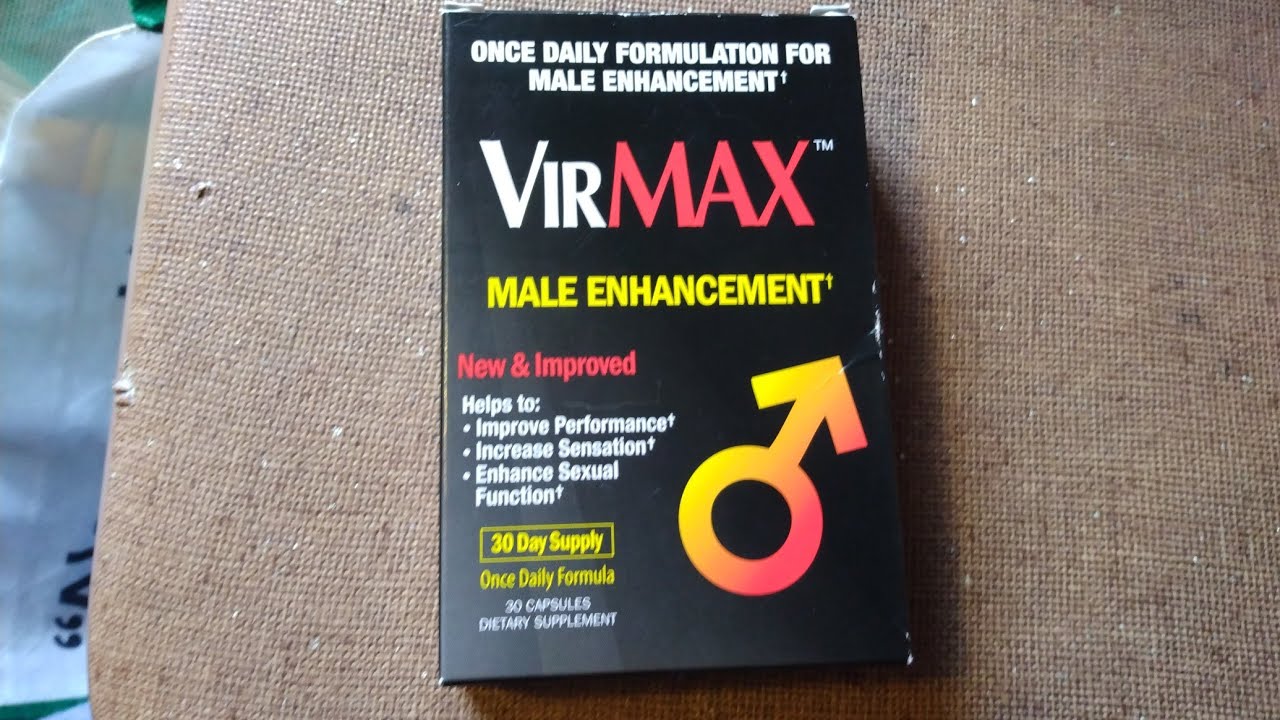 ONCE DAILY FORMULATION FOR
MALE ENHANCEMENT†
VIRMAX™
MALE ENHANCEMENT†
New & Improved
Helps to:
• Improve Performance†
• Increase Sensation†
• Enhance Sexual
Function†
30 Day Supply
Once Daily Formula
30 CAPSULES
DIETARY SUPPLEMENT